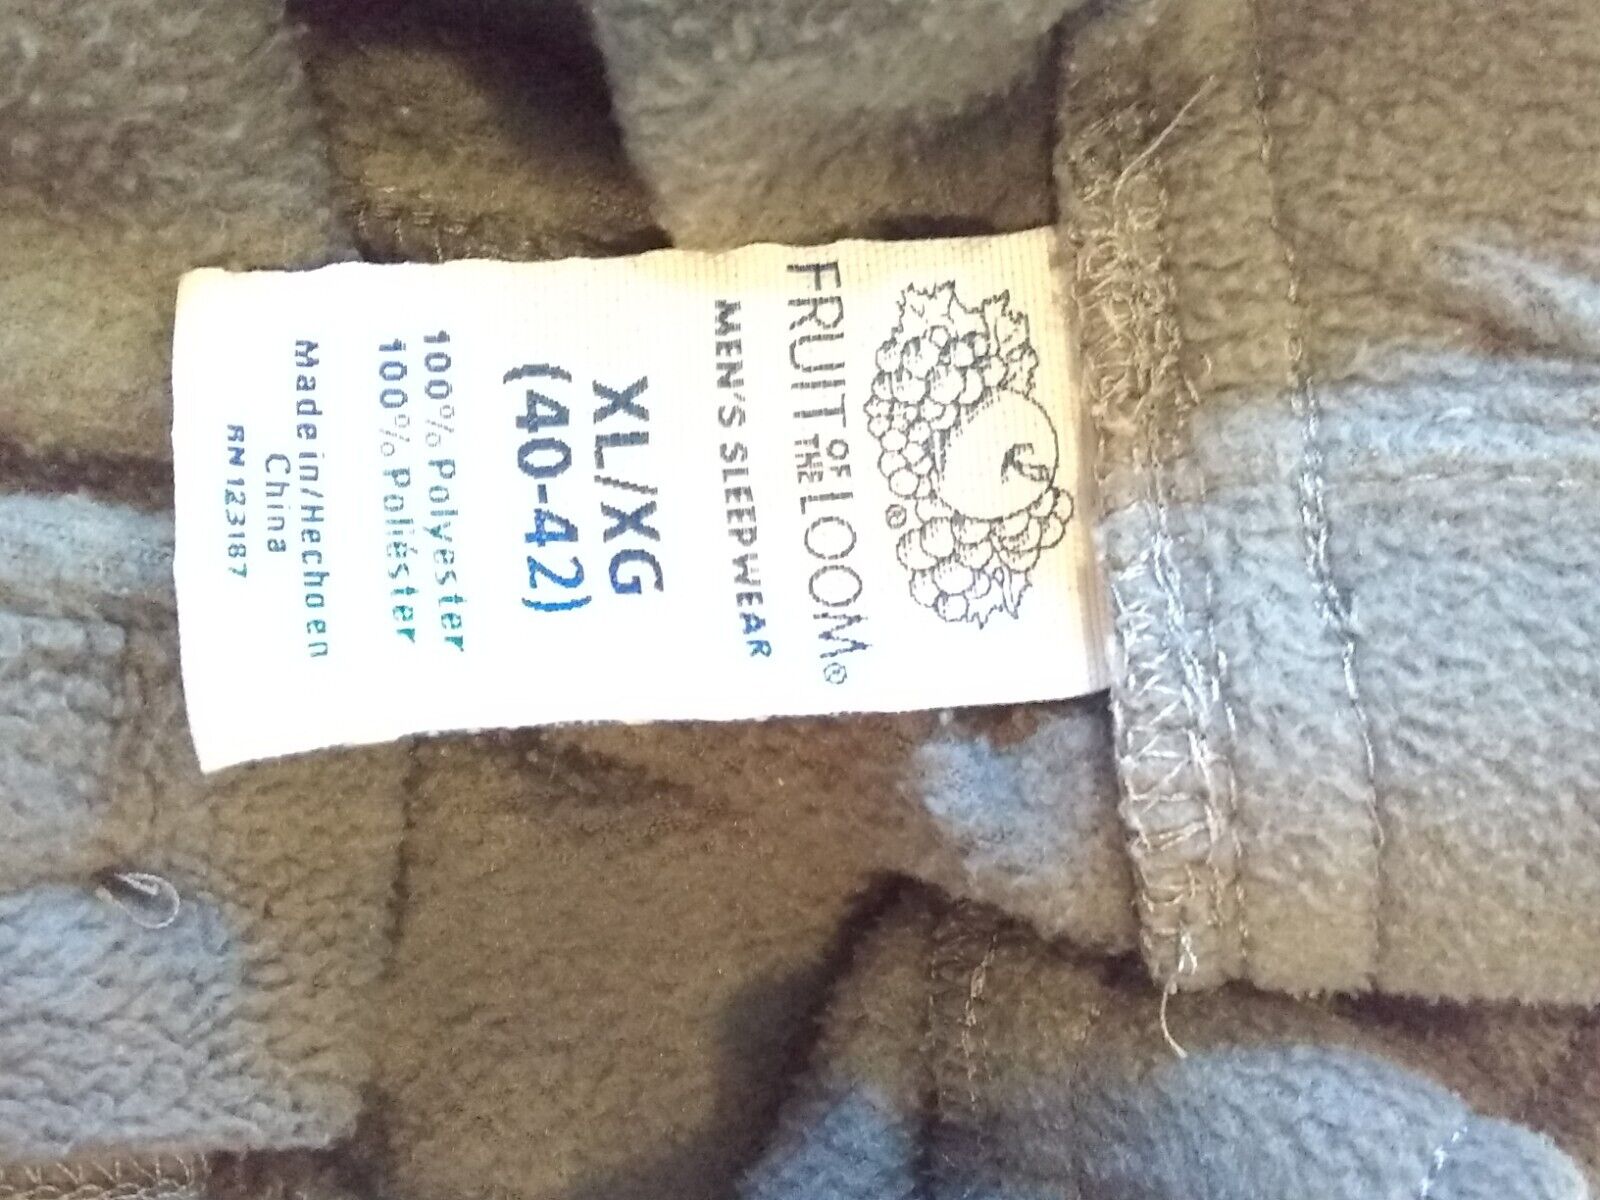 ®
FRUIT OF THE LOOM®
MEN'S SLEEPWEAR
XL/XG
(40-42)
100% Polyester
100% Poliéster
Made in/Hecho en
China
RN 123187